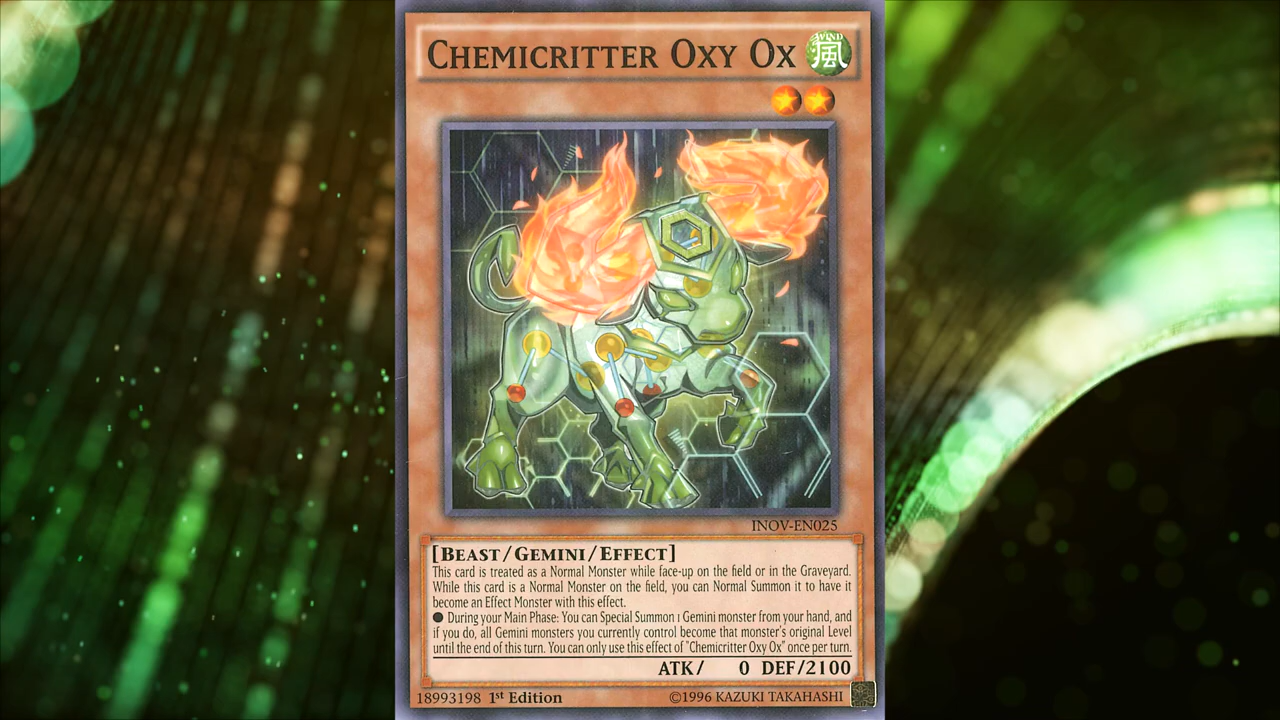 Chemicritter Oxy Ox
WIND
風
INOV-EN025
[Beast/Gemini/Effect]
This card is treated as a Normal Monster while face-up on the field or in the Graveyard.
While this card is a Normal Monster on the field, you can Normal Summon it to have it
become an Effect Monster with this effect.
● During your Main Phase: You can Special Summon 1 Gemini monster from your hand, and
if you do, all Gemini monsters you currently control become that monster's original Level
until the end of this turn. You can only use this effect of "Chemicritter Oxy Ox" once per turn.
ATK/ 0 DEF/2100
18993198 1st Edition ©1996 KAZUKI TAKAHASHI